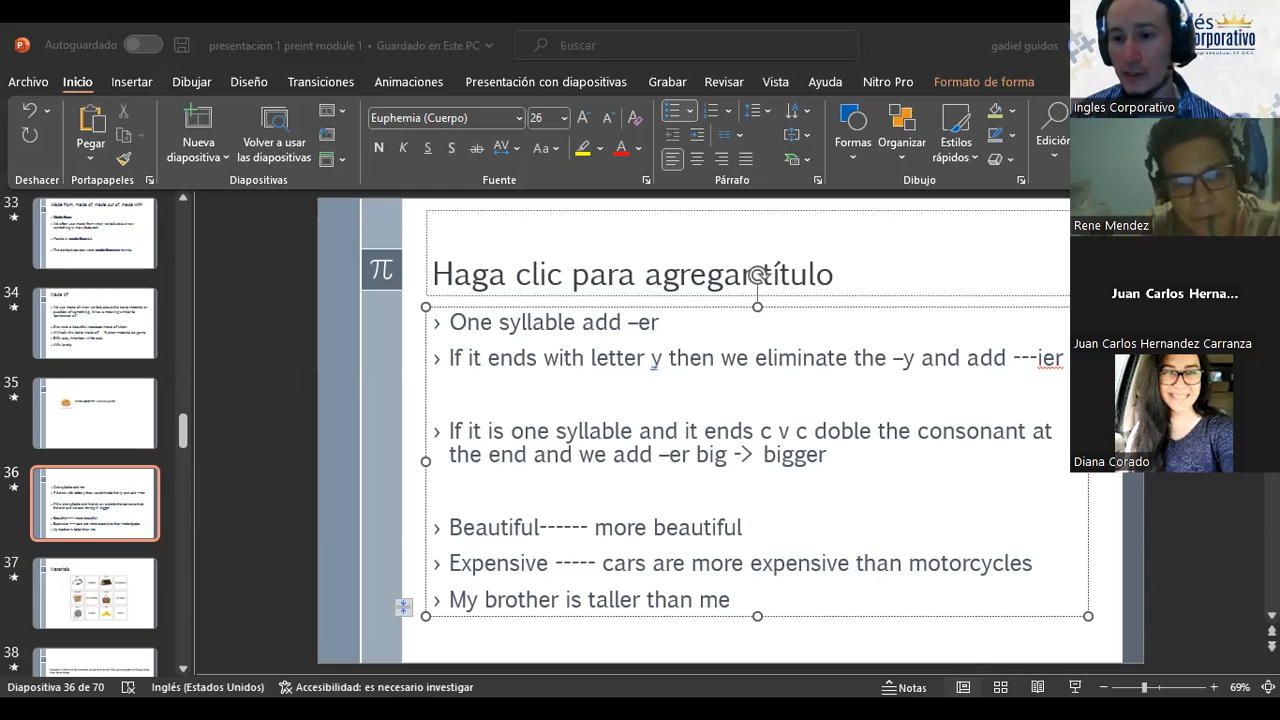 Autoguardado
presentacion 1 preint module 1 • Guardado en Este PC
Buscar
gadiel guidos
Archivo Inicio Insertar Dibujar Diseño Transiciones Animaciones Presentación con diapositivas Grabar Revisar Vista Ayuda Nitro Pro Formato de forma
Pegar
Nueva
diapositiva
Volver a usar
las diapositivas
Euphemia (Cuerpo)
26
N K S S ab AV Aa A
Formas
Organizar
Estilos
rápidos
Edición
Deshacer
Portapapeles
Diapositivas
Fuente
Párrafo
Dibujo
Ingles Corporativo
Rene Mendez
Juan Carlos Herna...
Juan Carlos Hernandez Carranza
Diana Corado
33
34
Made of
35
36
37
Materials
38
π
Haga clic para agregar título
› One syllable add –er
› If it ends with letter y then we eliminate the –y and add ---ier
› If it is one syllable and it ends c v c doble the consonant at
the end and we add –er big -> bigger
› Beautiful------ more beautiful
› Expensive ----- cars are more expensive than motorcycles
› My brother is taller than me
Diapositiva 36 de 70
Inglés (Estados Unidos)
Accesibilidad: es necesario investigar
Notas
69%